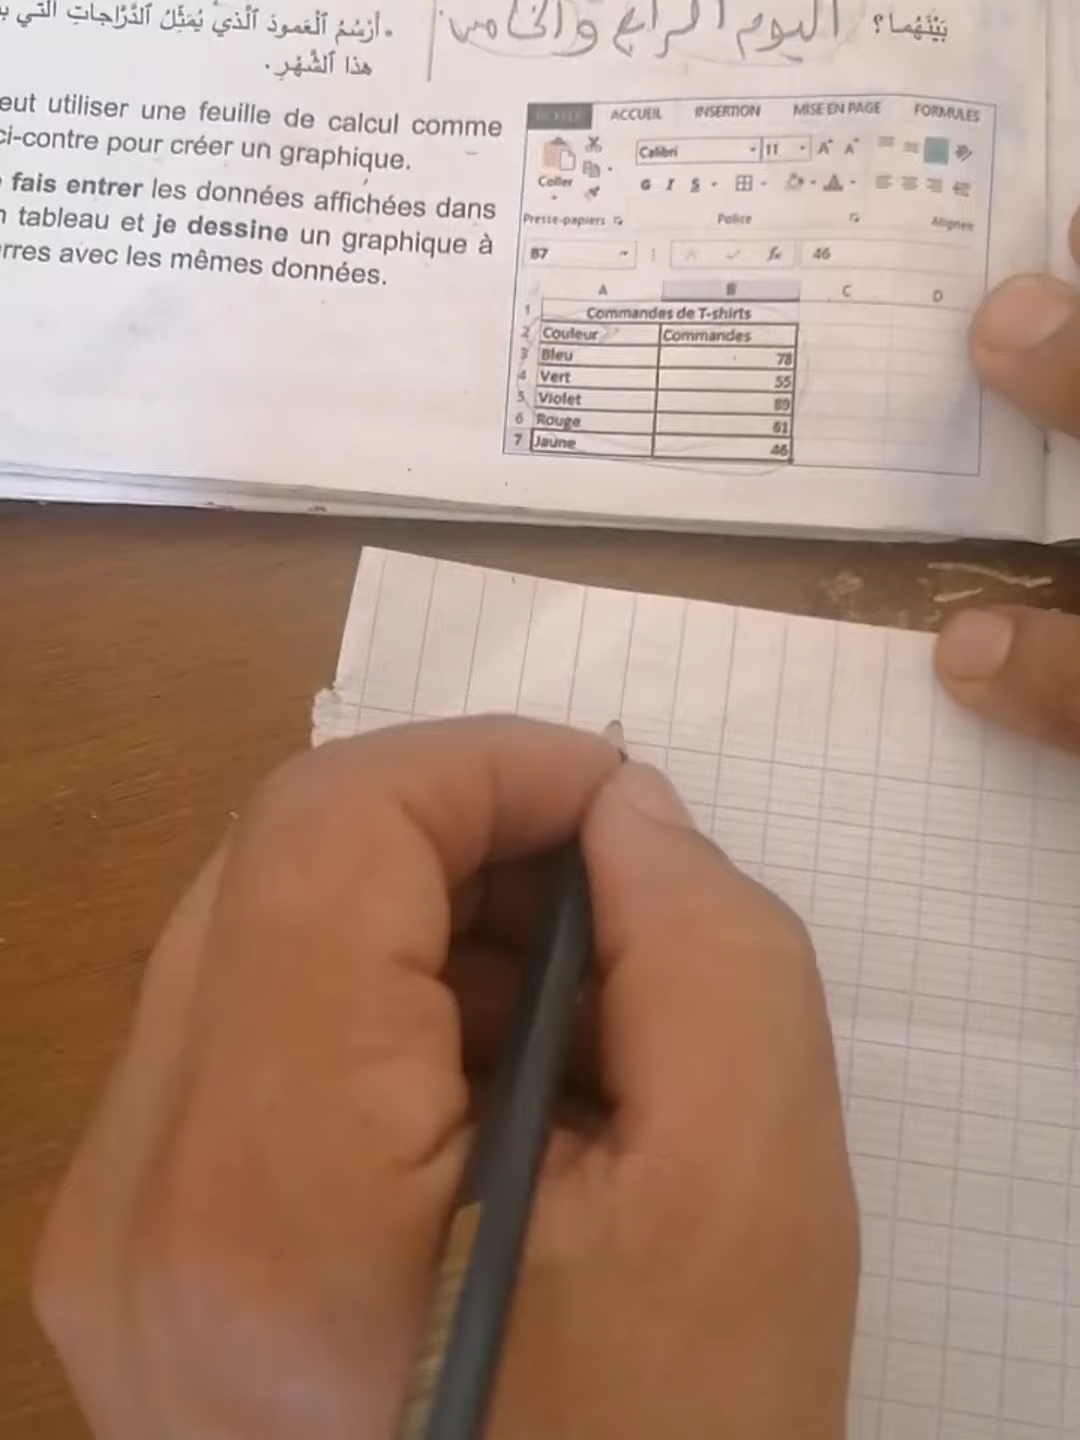 بَيْنَهُما؟ اليوم الرابع والخامس
. أَرْسُمُ ٱلْعَمودَ ٱلَّذي يُمَثِّلُ ٱلدَّرَّاجاتِ ٱلَّتي
هذا ٱلشَّهْرِ.
eut utiliser une feuille de calcul comme
ci-contre pour créer un graphique.
fais entrer les données affichées dans
tableau et je dessine un graphique à
rres avec les mêmes données.
ACCUEIL INSERTION MISE EN PAGE FORMULES
Coller Calibri 11 A A
G I S A
Presse-papiers Police Alignen
B7 fx 46
A B C D
1 Commandes de T-shirts
2 Couleur Commandes
3 Bleu 78
4 Vert 55
5 Violet 89
6 Rouge 61
7 Jaune 46